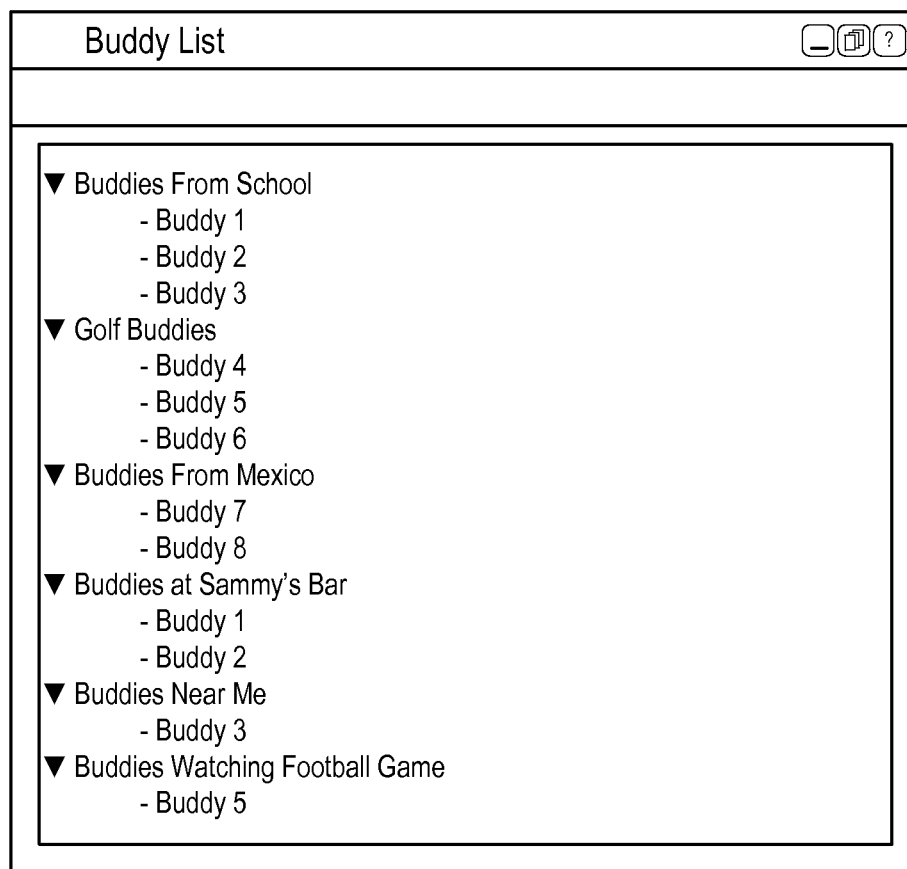 Buddy List ?
▼ Buddies From School
- Buddy 1
- Buddy 2
- Buddy 3
▼ Golf Buddies
- Buddy 4
- Buddy 5
- Buddy 6
▼ Buddies From Mexico
- Buddy 7
- Buddy 8
▼ Buddies at Sammy's Bar
- Buddy 1
- Buddy 2
▼ Buddies Near Me
- Buddy 3
▼ Buddies Watching Football Game
- Buddy 5